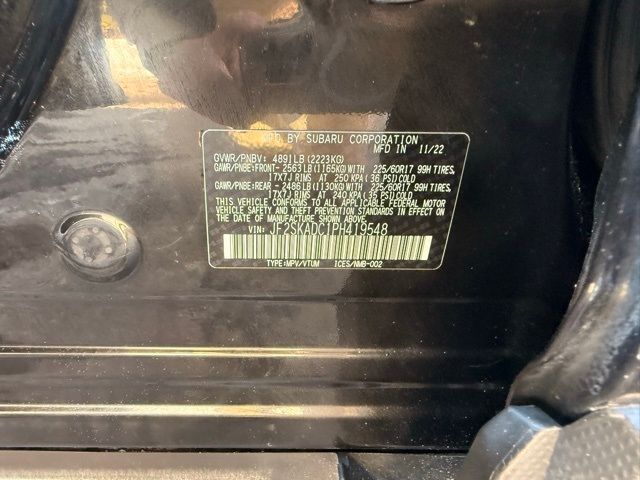 MFD BY SUBARU CORPORATION
MFD IN 11/22
GVWR/PNBV: 4891LB(2223KG)
GAWR/PNBE:FRONT- 2563LB(1165KG)WITH 225/60R17 99H TIRES,
17X7J RIMS AT 250 KPA(36 PSI)COLD
GAWR/PNBE:REAR - 2486LB(1130KG)WITH 225/60R17 99H TIRES,
17X7J RIMS AT 240 KPA(35 PSI)COLD
THIS VEHICLE CONFORMS TO ALL APPLICABLE FEDERAL MOTOR
VEHICLE SAFETY AND THEFT PREVENTION STANDARDS IN EFFECT ON
THE DATE OF MANUFACTURE SHOWN ABOVE.
VIN: JF2SKADC1PH419548
TYPE:MPV/VTUM ICES/NMB-002